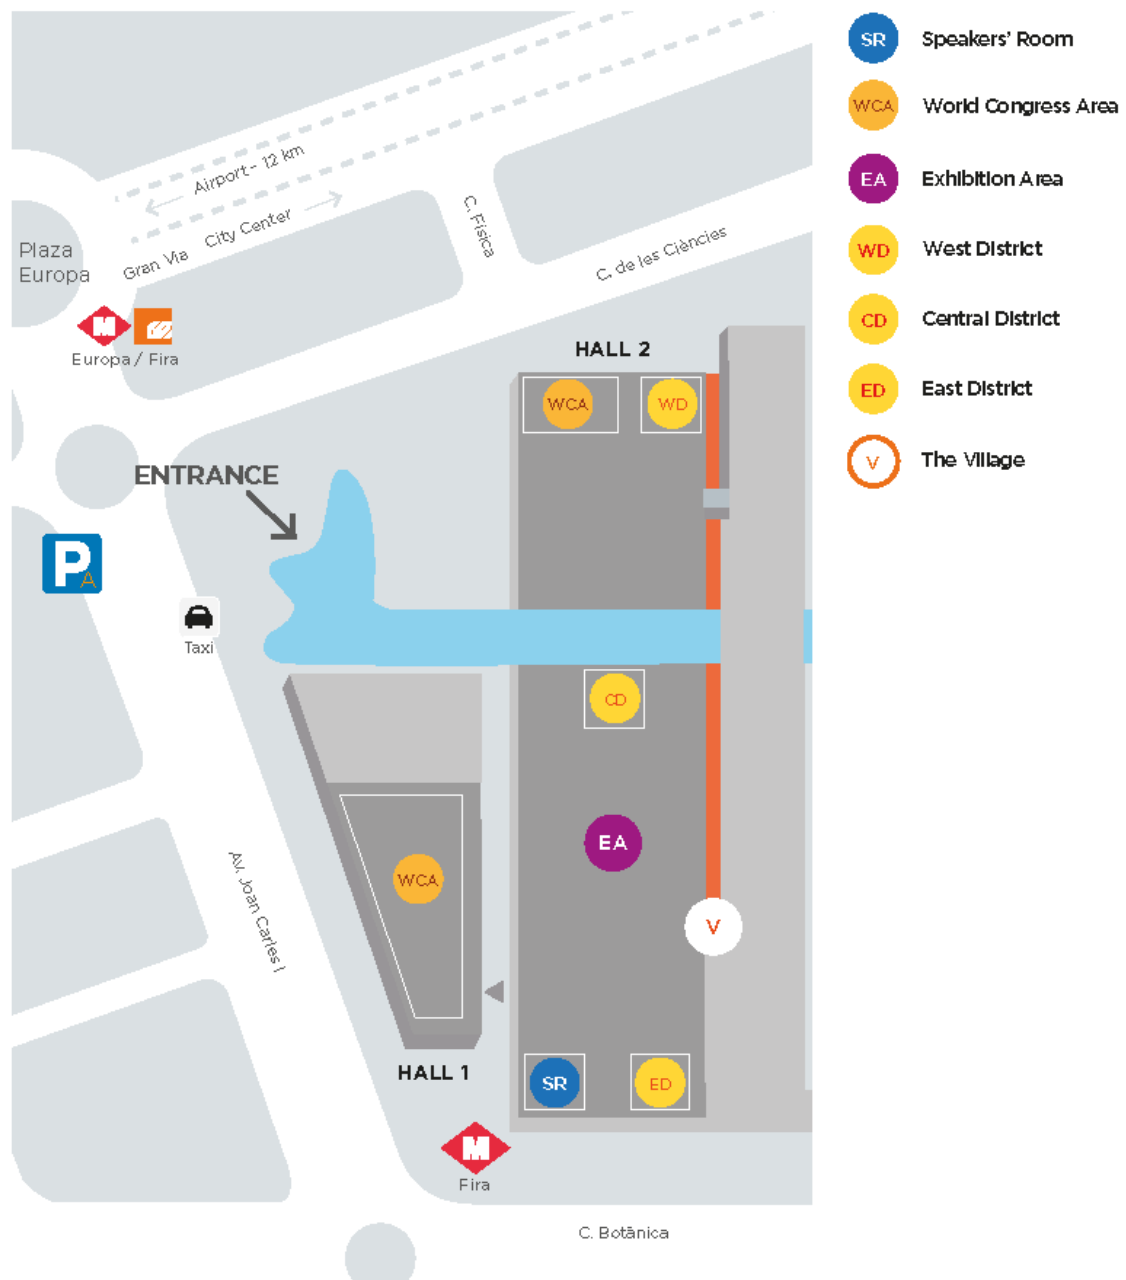 SR Speakers' Room
WCA World Congress Area
EA Exhibition Area
WD West District
CD Central District
ED East District
V The Village
Airport - 12 km
City Center
Gran Via
C. Física
C. de les Ciències
Plaza
Europa
M
Europa / Fira
HALL 2
WCA WD
ENTRANCE
P
A
Taxi
CD
EA
WCA
V
Av. Joan Carles I
HALL 1
SR ED
M
Fira
C. Botànica